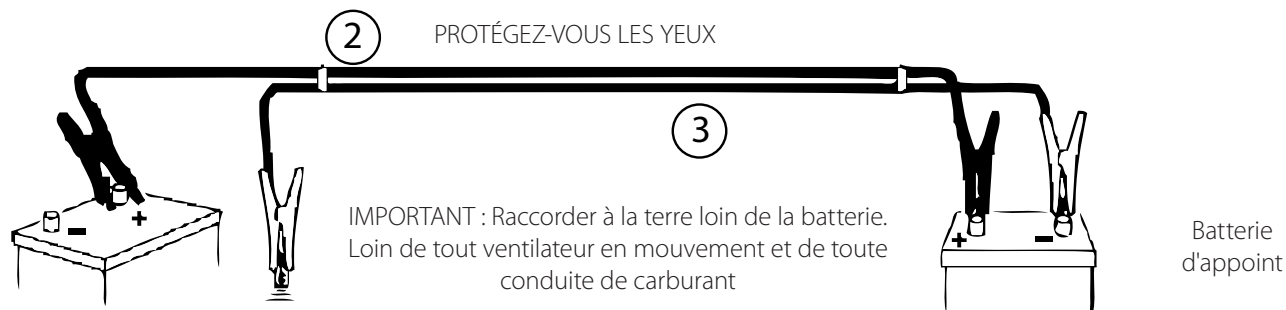 2
PROTÉGEZ-VOUS LES YEUX
3
IMPORTANT : Raccorder à la terre loin de la batterie.
Loin de tout ventilateur en mouvement et de toute
conduite de carburant
- +
+ -
Batterie
d'appoint